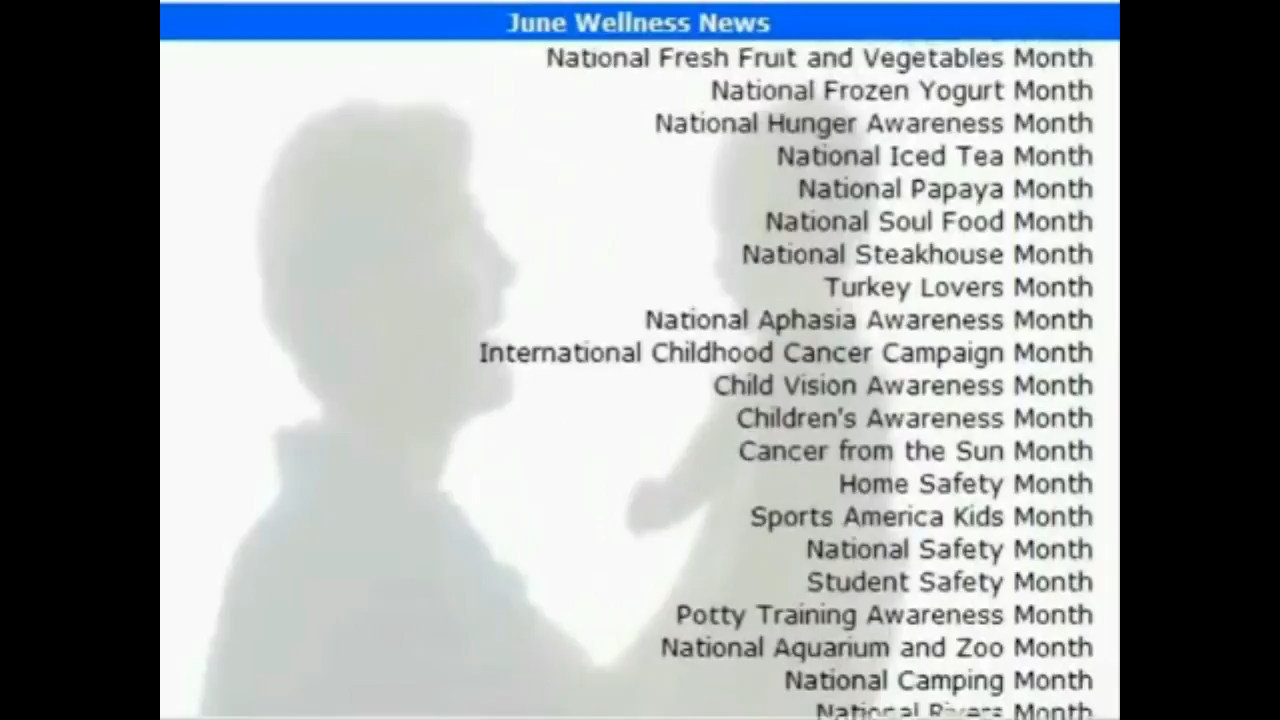 June Wellness News
National Fresh Fruit and Vegetables Month
National Frozen Yogurt Month
National Hunger Awareness Month
National Iced Tea Month
National Papaya Month
National Soul Food Month
National Steakhouse Month
Turkey Lovers Month
National Aphasia Awareness Month
International Childhood Cancer Campaign Month
Child Vision Awareness Month
Children's Awareness Month
Cancer from the Sun Month
Home Safety Month
Sports America Kids Month
National Safety Month
Student Safety Month
Potty Training Awareness Month
National Aquarium and Zoo Month
National Camping Month
National Rivers Month